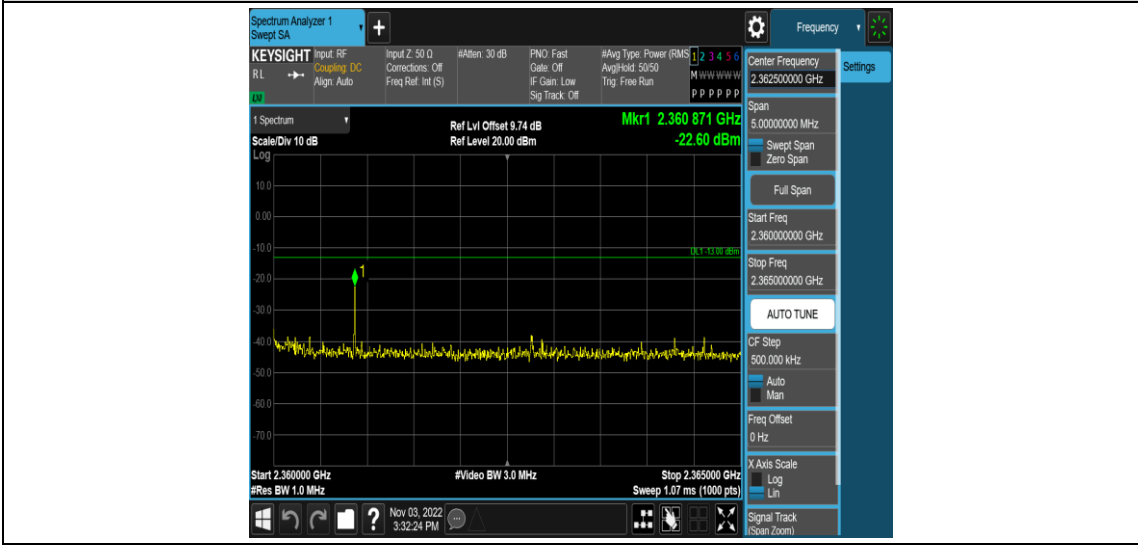 Spectrum Analyzer 1
Swept SA
+
Frequency
KEYSIGHT
Input: RF
Coupling: DC
Align: Auto
R L
Input Z: 50 Ω
Corrections: Off
Freq Ref: Int (S)
#Atten: 30 dB
PNO: Fast
Gate: Off
IF Gain: Low
Sig Track: Off
#Avg Type: Power (RMS
Avg|Hold: 50/50
Trig: Free Run
1 2 3 4 5 6
M W W W W W
P P P P P P
1 Spectrum
Scale/Div 10 dB
Log
Ref Lvl Offset 9.74 dB
Ref Level 20.00 dBm
Mkr1 2.360 871 GHz
-22.60 dBm
10.0
0.00
-10.0
DL1 -13.00 dBm
1
-20.0
-30.0
-40.0
-50.0
-60.0
-70.0
Start 2.360000 GHz
#Video BW 3.0 MHz
Stop 2.365000 GHz
#Res BW 1.0 MHz
Sweep 1.07 ms (1000 pts)
?
Nov 03, 2022
3:32:24 PM
Center Frequency
2.362500000 GHz
Settings
Span
5.00000000 MHz
Swept Span
Zero Span
Full Span
Start Freq
2.360000000 GHz
Stop Freq
2.365000000 GHz
AUTO TUNE
CF Step
500.000 kHz
Auto
Man
Freq Offset
0 Hz
X Axis Scale
Log
Lin
Signal Track
(Span Zoom)